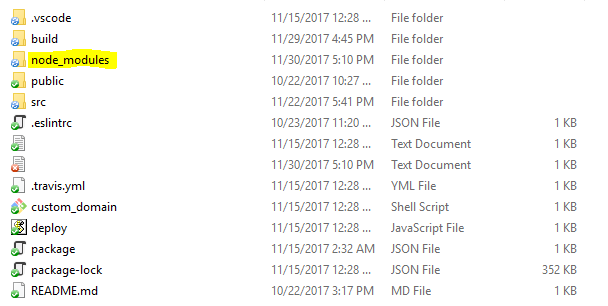 .vscode 11/15/2017 12:28 ... File folder
build 11/29/2017 4:45 PM File folder
node_modules 11/30/2017 5:10 PM File folder
public 10/22/2017 10:27 ... File folder
src 11/22/2017 5:41 PM File folder
.eslintrc 10/23/2017 11:20 ... JSON File 1 KB
11/15/2017 12:28 ... Text Document 1 KB
11/30/2017 5:10 PM Text Document 1 KB
.travis.yml 11/15/2017 12:28 ... YML File 1 KB
custom_domain 11/15/2017 12:28 ... Shell Script 1 KB
deploy 11/15/2017 12:28 ... JavaScript File 1 KB
package 11/15/2017 2:32 AM JSON File 1 KB
package-lock 11/15/2017 12:28 ... JSON File 352 KB
README.md 10/22/2017 3:17 PM MD File 1 KB